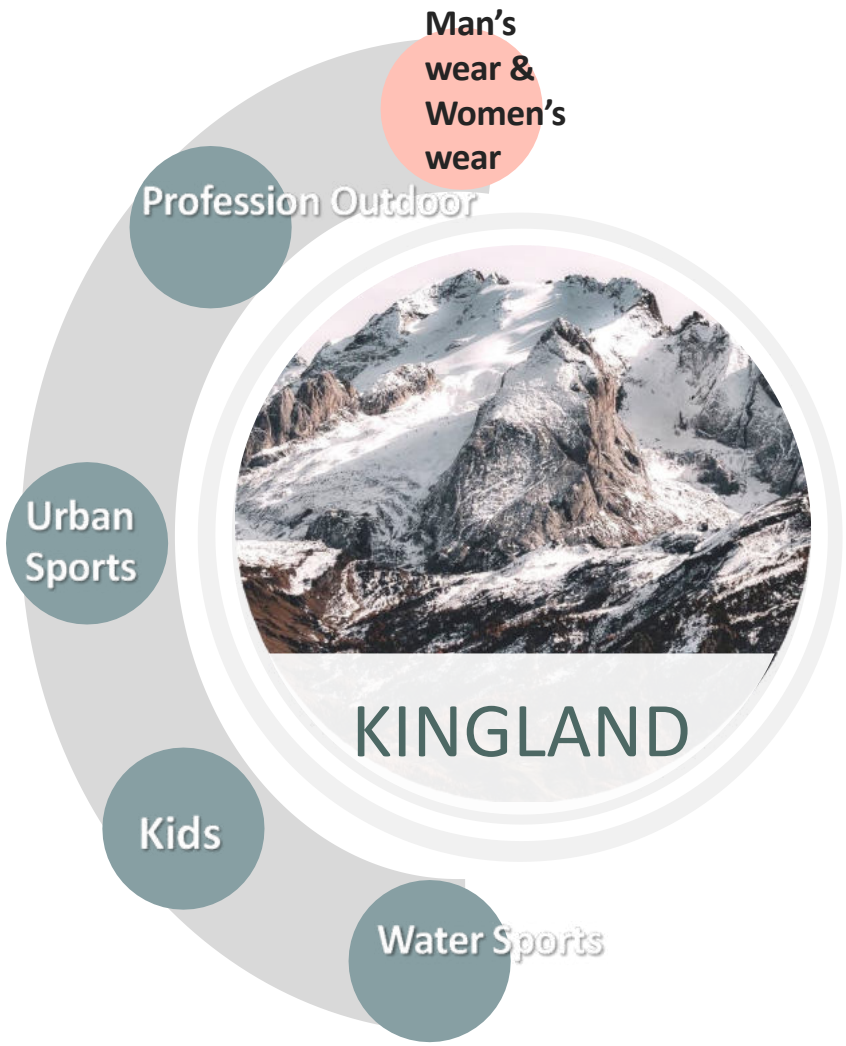 Man’s
wear &
Women’s
wear
Profession Outdoor
Urban
Sports
KINGLAND
Kids
Water Sports